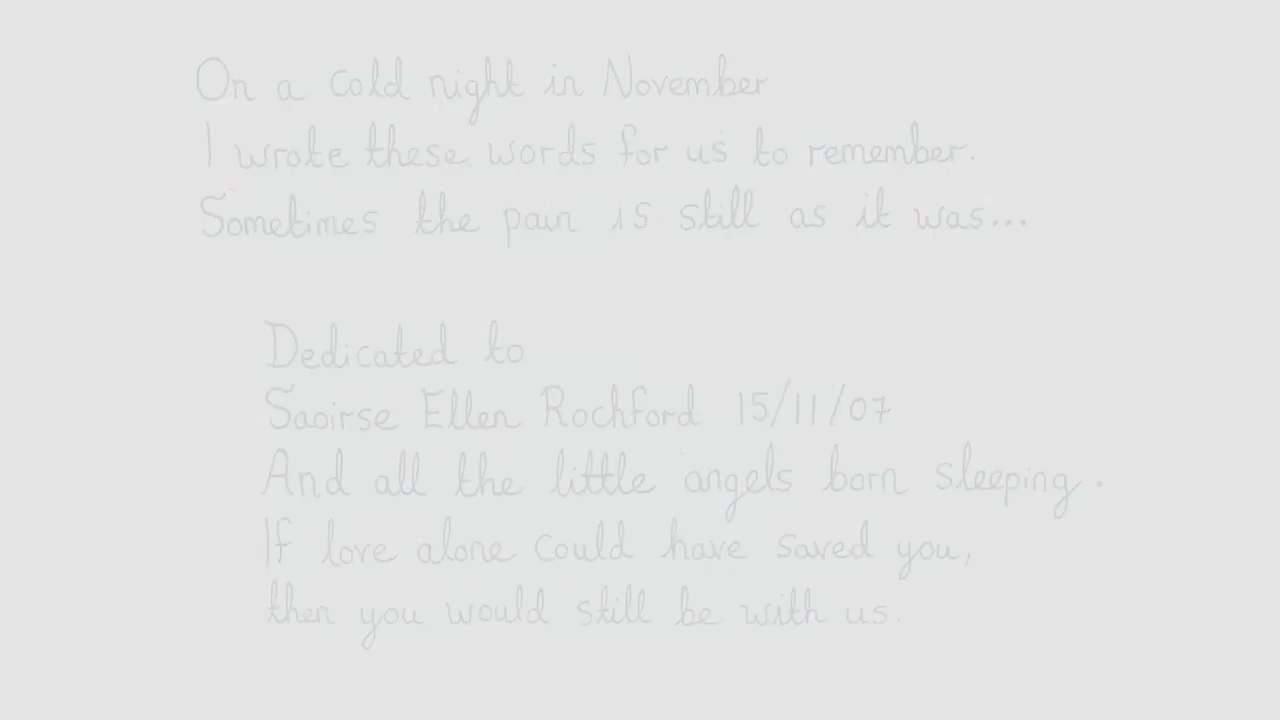 On a cold night in November
I wrote these words for us to remember.
Sometimes the pain is still as it was...
Dedicated to
Saoirse Ellen Rochford 15/11/07
And all the little angels born sleeping.
If love alone could have saved you,
then you would still be with us.